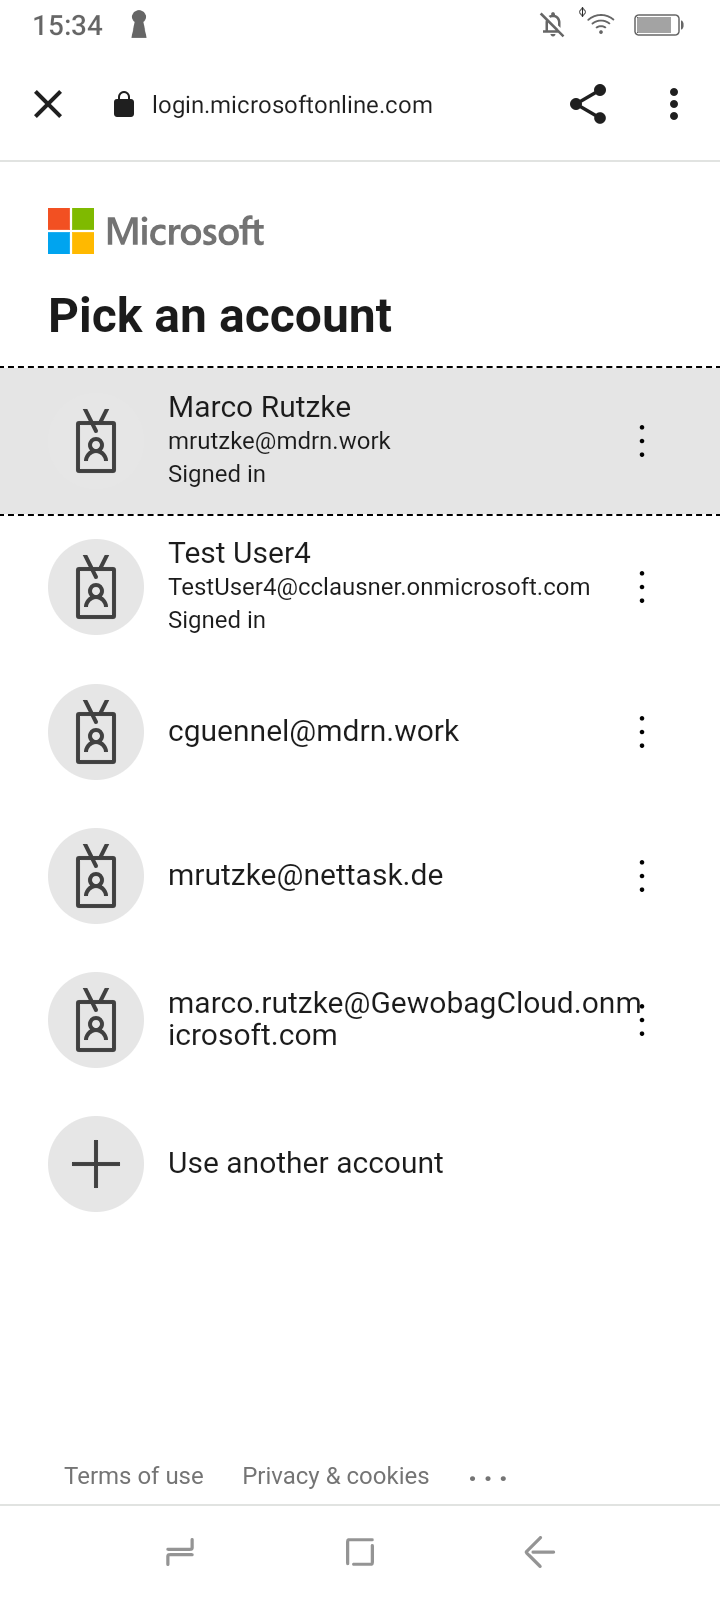 15:34
login.microsoftonline.com
Microsoft
Pick an account
Marco Rutzke
mrutzke@mdrn.work
Signed in
Test User4
TestUser4@cclausner.onmicrosoft.com
Signed in
cguennel@mdrn.work
mrutzke@nettask.de
marco.rutzke@GewobagCloud.onm
icrosoft.com
Use another account
Terms of use Privacy & cookies ...